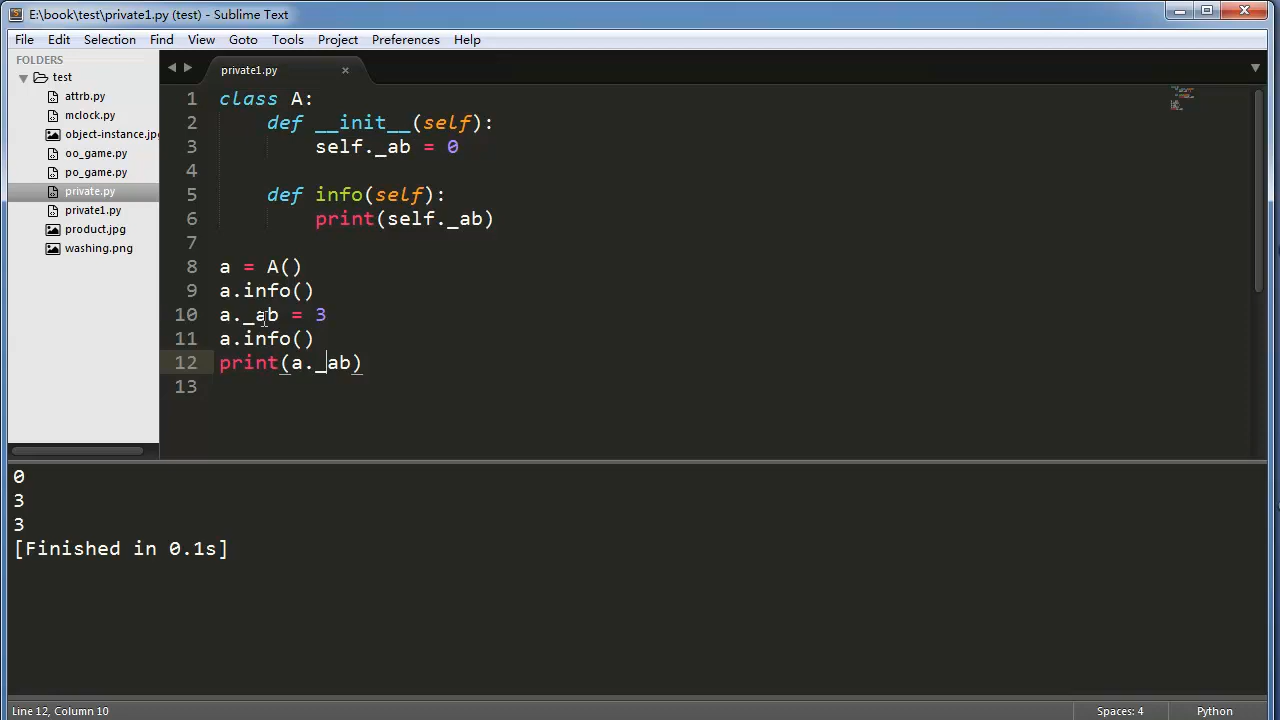 E:\book\test\private1.py (test) - Sublime Text
File Edit Selection Find View Goto Tools Project Preferences Help
FOLDERS
test
attrb.py
mclock.py
object-instance.jpg
oo_game.py
po_game.py
private.py
private1.py
product.jpg
washing.png
private1.py ×
1 class A:
2     def __init__(self):
3         self._ab = 0
4
5     def info(self):
6         print(self._ab)
7
8 a = A()
9 a.info()
10 a._ab = 3
11 a.info()
12 print(a._ab)
13
0
3
3
[Finished in 0.1s]
Line 12, Column 10 Spaces: 4 Python